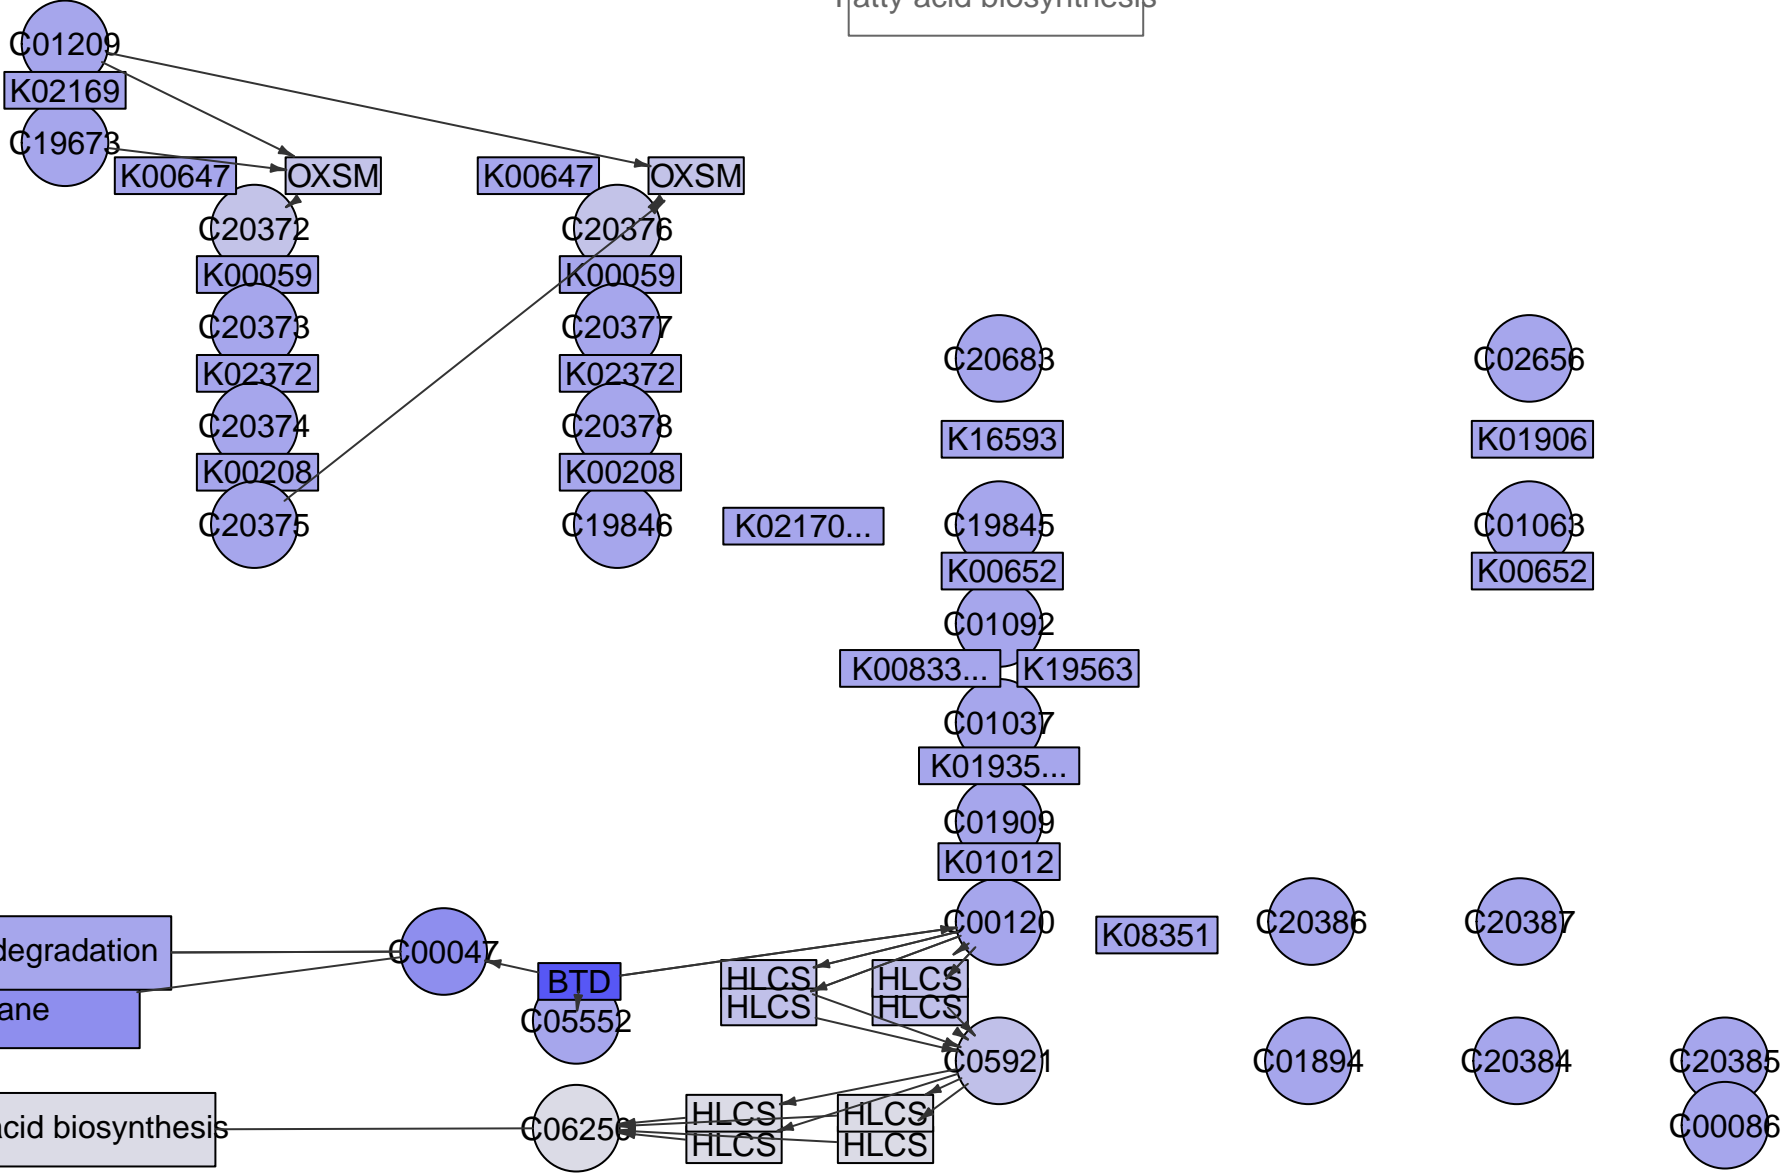 Fatty acid biosynthesis
C01209
K02169
C19673
K00647
OXSM
K00647
OXSM
C20372
C20376
K00059
K00059
C20373
C20377
C20683
C02656
K02372
K02372
C20374
C20378
K16593
K01906
K00208
K00208
C20375
C19846
K02170...
C19845
C01063
K00652
K00652
C01092
K00833...
K19563
C01037
K01935...
C01909
K01012
C00120
K08351
C20386
C20387
degradation
C00047
BTD
HLCS
HLCS
ane
HLCS
HLCS
C05552
C05921
C01894
C20384
C20385
acid biosynthesis
C06250
HLCS
HLCS
C00086
HLCS
HLCS